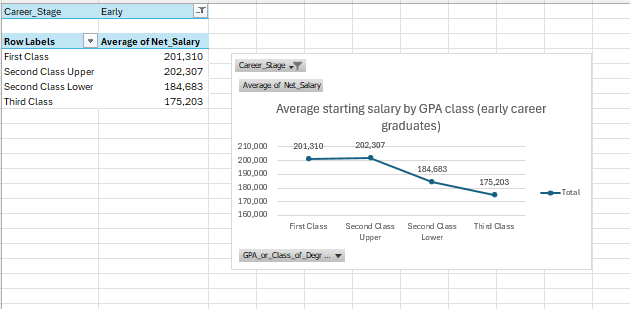 Career_Stage Early
Row Labels Average of Net_Salary
First Class 201,310
Second Class Upper 202,307
Second Class Lower 184,683
Third Class 175,203
Career_Stage
Average of Net_Salary
Average starting salary by GPA class (early career
graduates)
210,000
200,000
190,000
180,000
170,000
160,000
201,310 202,307 184,683 175,203
First Class Second Class Upper Second Class Lower Third Class
Total
GPA_or_Class_of_Degr...